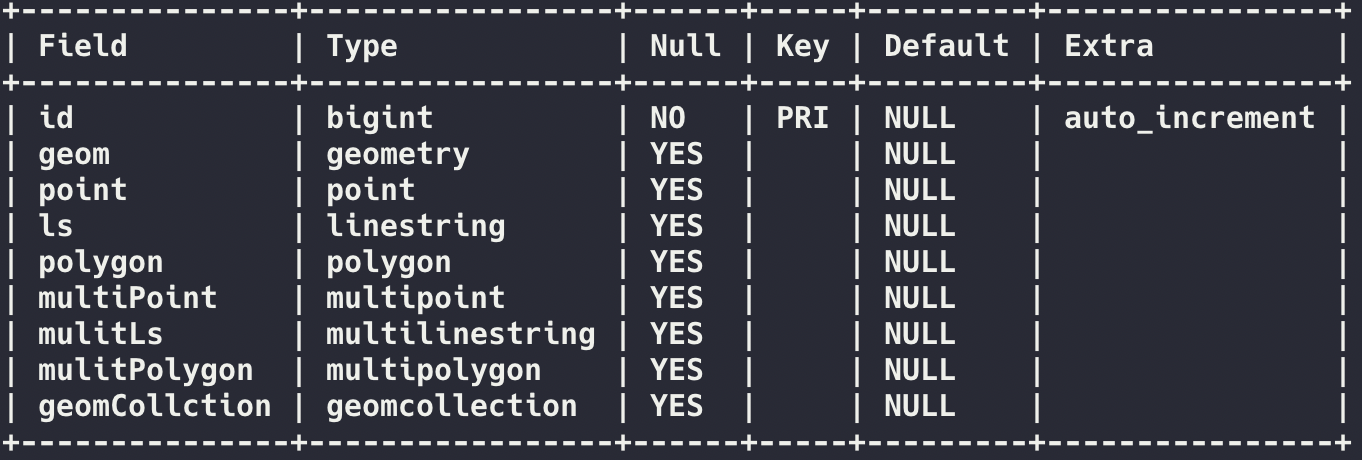 +---------------+-----------------+------+-----+---------+----------------+
| Field         | Type            | Null | Key | Default | Extra          |
+---------------+-----------------+------+-----+---------+----------------+
| id            | bigint          | NO   | PRI | NULL    | auto_increment |
| geom          | geometry        | YES  |     | NULL    |                |
| point         | point           | YES  |     | NULL    |                |
| ls            | linestring      | YES  |     | NULL    |                |
| polygon       | polygon         | YES  |     | NULL    |                |
| multiPoint    | multipoint      | YES  |     | NULL    |                |
| mulitLs       | multilinestring | YES  |     | NULL    |                |
| mulitPolygon  | multipolygon    | YES  |     | NULL    |                |
| geomCollction | geomcollection  | YES  |     | NULL    |                |
+---------------+-----------------+------+-----+---------+----------------+